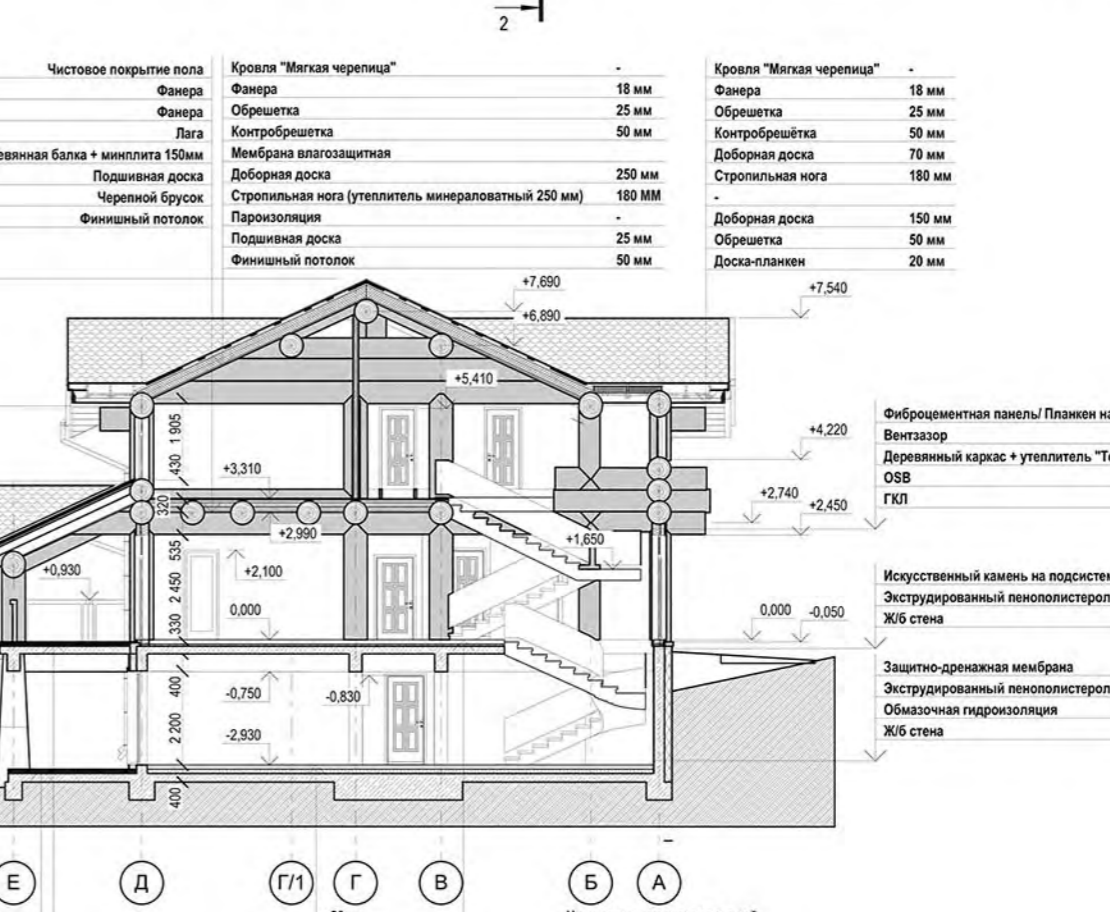 2
Чистовое покрытие пола
Фанера
Фанера
Лага
евянная балка + минплита 150мм
Подшивная доска
Черепной брусок
Финишный потолок
Кровля "Мягкая черепица" -
Фанера 18 мм
Обрешетка 25 мм
Контробрешетка 50 мм
Мембрана влагозащитная
Доборная доска 250 мм
Стропильная нога (утеплитель минераловатный 250 мм) 180 ММ
Пароизоляция -
Подшивная доска 25 мм
Финишный потолок 50 мм
Кровля "Мягкая черепица" -
Фанера 18 мм
Обрешетка 25 мм
Контробрешётка 50 мм
Доборная доска 70 мм
Стропильная нога 180 мм
-
Доборная доска 150 мм
Обрешетка 50 мм
Доска-планкен 20 мм
+7,690
+7,540
+6,890
+5,410
1 905
430
+4,220
+3,310
320
+2,740
+2,450
+2,990
+1,650
535
+0,930
+2,100
2 450
0,000
330
0,000 -0,050
400
-0,750
-0,830
2 200
-2,930
400
Фиброцементная панель/ Планкен на
Вентзазор
Деревянный каркас + утеплитель "Те
OSB
ГКЛ
Искусственный камень на подсистем
Экструдированный пенополистерол
Ж/б стена
Защитно-дренажная мембрана
Экструдированный пенополистерол
Обмазочная гидроизоляция
Ж/б стена
Е Д Г/1 Г В Б А